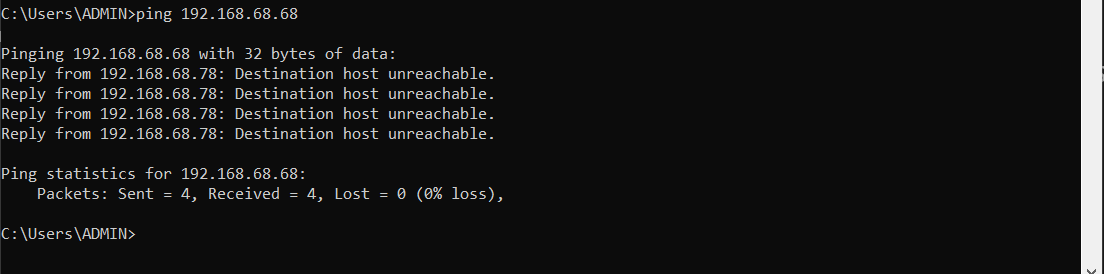 C:\Users\ADMIN>ping 192.168.68.68
Pinging 192.168.68.68 with 32 bytes of data:
Reply from 192.168.68.78: Destination host unreachable.
Reply from 192.168.68.78: Destination host unreachable.
Reply from 192.168.68.78: Destination host unreachable.
Reply from 192.168.68.78: Destination host unreachable.
Ping statistics for 192.168.68.68:
    Packets: Sent = 4, Received = 4, Lost = 0 (0% loss),
C:\Users\ADMIN>